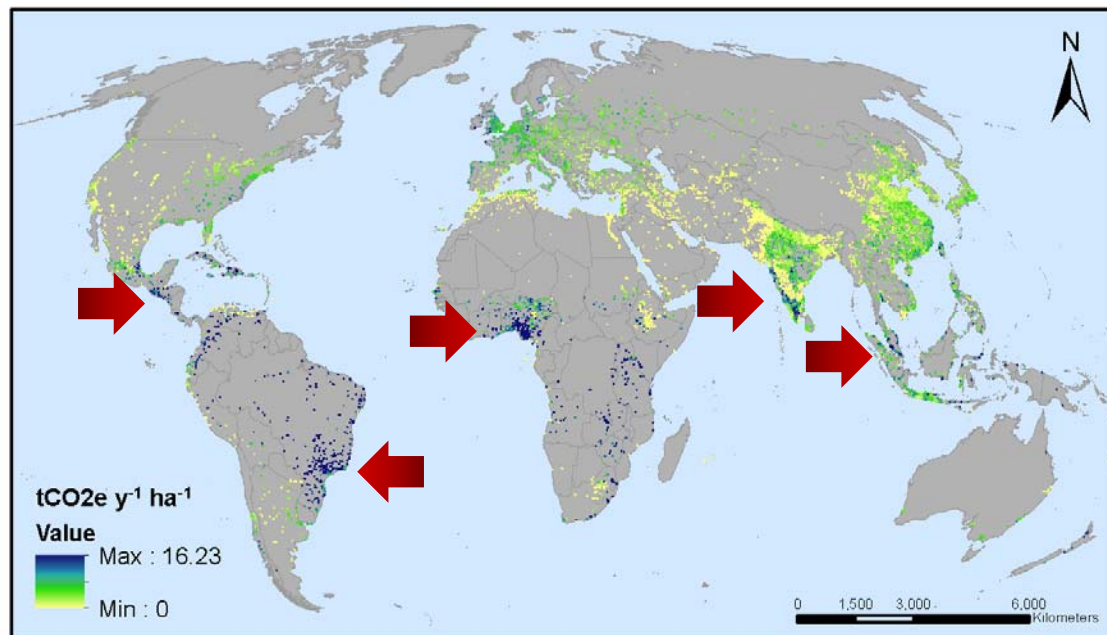 N
tCO2e y⁻¹ ha⁻¹
Value
Max : 16.23
Min : 0
0 1,500 3,000 6,000
Kilometers